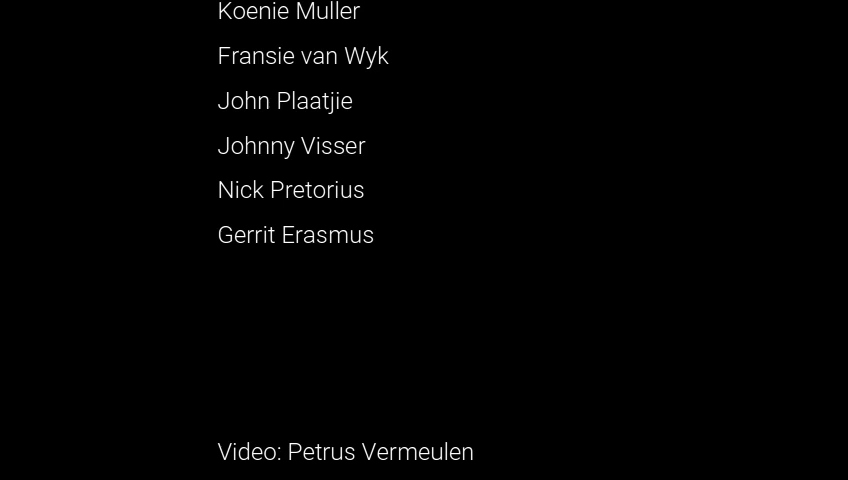 Koenie Muller
Fransie van Wyk
John Plaatjie
Johnny Visser
Nick Pretorius
Gerrit Erasmus
Video: Petrus Vermeulen